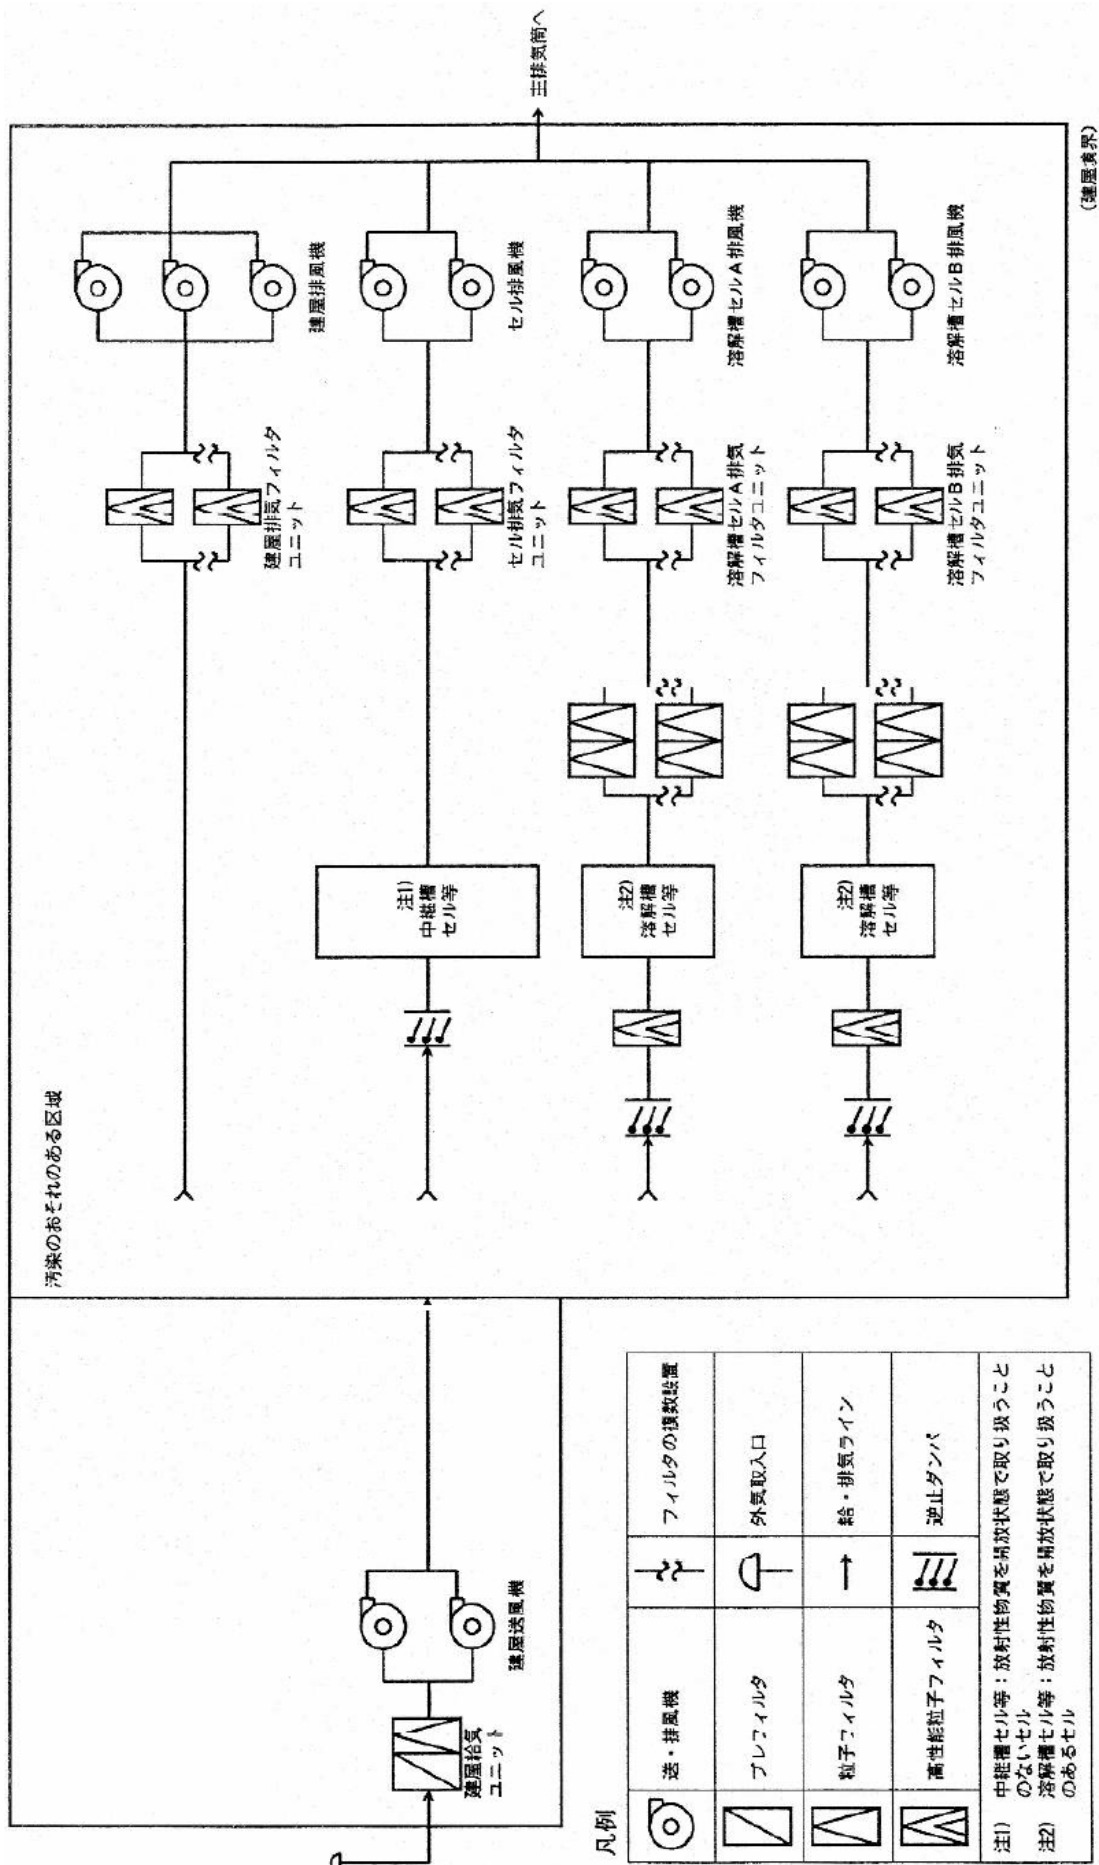 汚染のおそれのある区域
主排気筒へ
(建屋境界)
建屋給気
ユニット
建屋送風機
建屋排気フィルタ
ユニット
建屋排風機
注1)
中継槽
セル等
セル排気フィルタ
ユニット
セル排風機
注2)
溶解槽
セル等
溶解槽セルA排気
フィルタユニット
溶解槽セルA排風機
注2)
溶解槽
セル等
溶解槽セルB排気
フィルタユニット
溶解槽セルB排風機
凡例
送・排風機
フィルタの複数設置
プレフィルタ
外気取入口
粒子フィルタ
給・排気ライン
高性能粒子フィルタ
逆止ダンパ
注1) 中継槽セル等:放射性物質を開放状態で取り扱うこと
のないセル
注2) 溶解槽セル等:放射性物質を開放状態で取り扱うこと
のあるセル